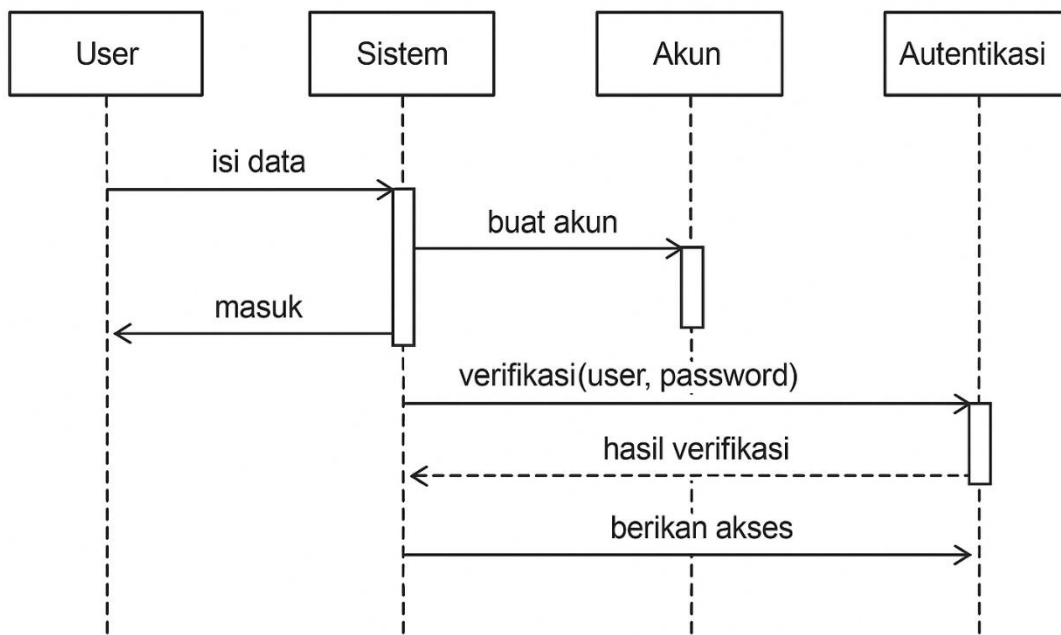 User
Sistem
Akun
Autentikasi
isi data
buat akun
masuk
verifikasi(user, password)
hasil verifikasi
berikan akses